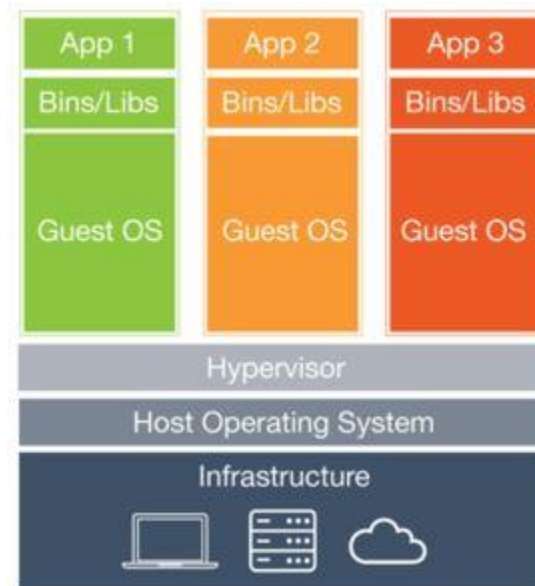 App 1
App 2
App 3
Bins/Libs
Bins/Libs
Bins/Libs
Guest OS
Guest OS
Guest OS
Hypervisor
Host Operating System
Infrastructure